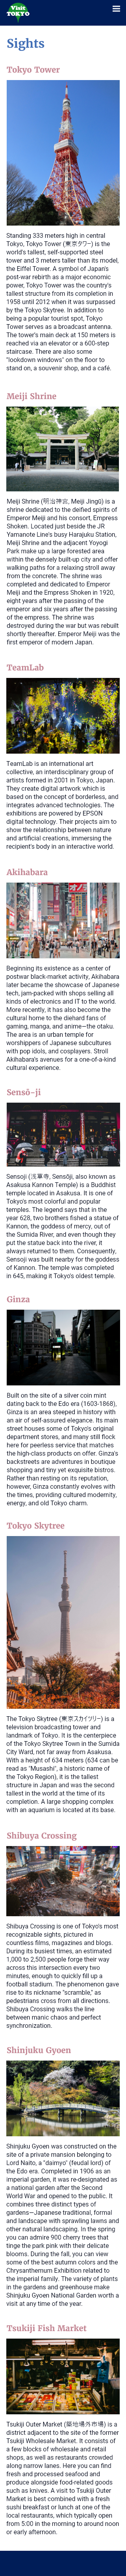 Visit
TOKYO
Sights
Tokyo Tower
Standing 333 meters high in central
Tokyo, Tokyo Tower (東京タワー) is the
world's tallest, self-supported steel
tower and 3 meters taller than its model,
the Eiffel Tower. A symbol of Japan's
post-war rebirth as a major economic
power, Tokyo Tower was the country's
tallest structure from its completion in
1958 until 2012 when it was surpassed
by the Tokyo Skytree. In addition to
being a popular tourist spot, Tokyo
Tower serves as a broadcast antenna.
The tower's main deck at 150 meters is
reached via an elevator or a 600-step
staircase. There are also some
"lookdown windows" on the floor to
stand on, a souvenir shop, and a café.
Meiji Shrine
Meiji Shrine (明治神宮, Meiji Jingū) is a
shrine dedicated to the deified spirits of
Emperor Meiji and his consort, Empress
Shoken. Located just beside the JR
Yamanote Line's busy Harajuku Station,
Meiji Shrine and the adjacent Yoyogi
Park make up a large forested area
within the densely built-up city and offer
walking paths for a relaxing stroll away
from the concrete. The shrine was
completed and dedicated to Emperor
Meiji and the Empress Shoken in 1920,
eight years after the passing of the
emperor and six years after the passing
of the empress. The shrine was
destroyed during the war but was rebuilt
shortly thereafter. Emperor Meiji was the
first emperor of modern Japan.
TeamLab
TeamLab is an international art
collective, an interdisciplinary group of
artists formed in 2001 in Tokyo, Japan.
They create digital artwork which is
based on the concept of borderless, and
integrates advanced technologies. The
exhibitions are powered by EPSON
digital technology. Their projects aim to
show the relationship between nature
and artificial creations, immersing the
recipient's body in an interactive world.
Akihabara
Beginning its existence as a center of
postwar black-market activity, Akihabara
later became the showcase of Japanese
tech, jam-packed with shops selling all
kinds of electronics and IT to the world.
More recently, it has also become the
cultural home to the diehard fans of
gaming, manga, and anime—the otaku.
The area is an urban temple for
worshippers of Japanese subcultures
with pop idols, and cosplayers. Stroll
Akihabara's avenues for a one-of-a-kind
cultural experience.
Sensō-ji
Sensoji (浅草寺, Sensōji, also known as
Asakusa Kannon Temple) is a Buddhist
temple located in Asakusa. It is one of
Tokyo's most colorful and popular
temples. The legend says that in the
year 628, two brothers fished a statue of
Kannon, the goddess of mercy, out of
the Sumida River, and even though they
put the statue back into the river, it
always returned to them. Consequently,
Sensoji was built nearby for the goddess
of Kannon. The temple was completed
in 645, making it Tokyo's oldest temple.
Ginza
Built on the site of a silver coin mint
dating back to the Edo era (1603-1868),
Ginza is an area steeped in history with
an air of self-assured elegance. Its main
street houses some of Tokyo's original
department stores, and many still flock
here for peerless service that matches
the high-class products on offer. Ginza's
backstreets are adventures in boutique
shopping and tiny yet exquisite bistros.
Rather than resting on its reputation,
however, Ginza constantly evolves with
the times, providing cultured modernity,
energy, and old Tokyo charm.
Tokyo Skytree
The Tokyo Skytree (東京スカイツリー) is a
television broadcasting tower and
landmark of Tokyo. It is the centerpiece
of the Tokyo Skytree Town in the Sumida
City Ward, not far away from Asakusa.
With a height of 634 meters (634 can be
read as "Musashi", a historic name of
the Tokyo Region), it is the tallest
structure in Japan and the second
tallest in the world at the time of its
completion. A large shopping complex
with an aquarium is located at its base.
Shibuya Crossing
Shibuya Crossing is one of Tokyo's most
recognizable sights, pictured in
countless films, magazines and blogs.
During its busiest times, an estimated
1,000 to 2,500 people forge their way
across this intersection every two
minutes, enough to quickly fill up a
football stadium. The phenomenon gave
rise to its nickname "scramble," as
pedestrians cross from all directions.
Shibuya Crossing walks the line
between manic chaos and perfect
synchronization.
Shinjuku Gyoen
Shinjuku Gyoen was constructed on the
site of a private mansion belonging to
Lord Naito, a "daimyo" (feudal lord) of
the Edo era. Completed in 1906 as an
imperial garden, it was re-designated as
a national garden after the Second
World War and opened to the public. It
combines three distinct types of
gardens—Japanese traditional, formal
and landscape with sprawling lawns and
other natural landscaping. In the spring
you can admire 900 cherry trees that
tinge the park pink with their delicate
blooms. During the fall, you can view
some of the best autumn colors and the
Chrysanthemum Exhibition related to
the imperial family. The variety of plants
in the gardens and greenhouse make
Shinjuku Gyoen National Garden worth a
visit at any time of the year.
Tsukiji Fish Market
Tsukiji Outer Market (築地場外市場) is a
district adjacent to the site of the former
Tsukiji Wholesale Market. It consists of
a few blocks of wholesale and retail
shops, as well as restaurants crowded
along narrow lanes. Here you can find
fresh and processed seafood and
produce alongside food-related goods
such as knives. A visit to Tsukiji Outer
Market is best combined with a fresh
sushi breakfast or lunch at one of the
local restaurants, which typically open
from 5:00 in the morning to around noon
or early afternoon.